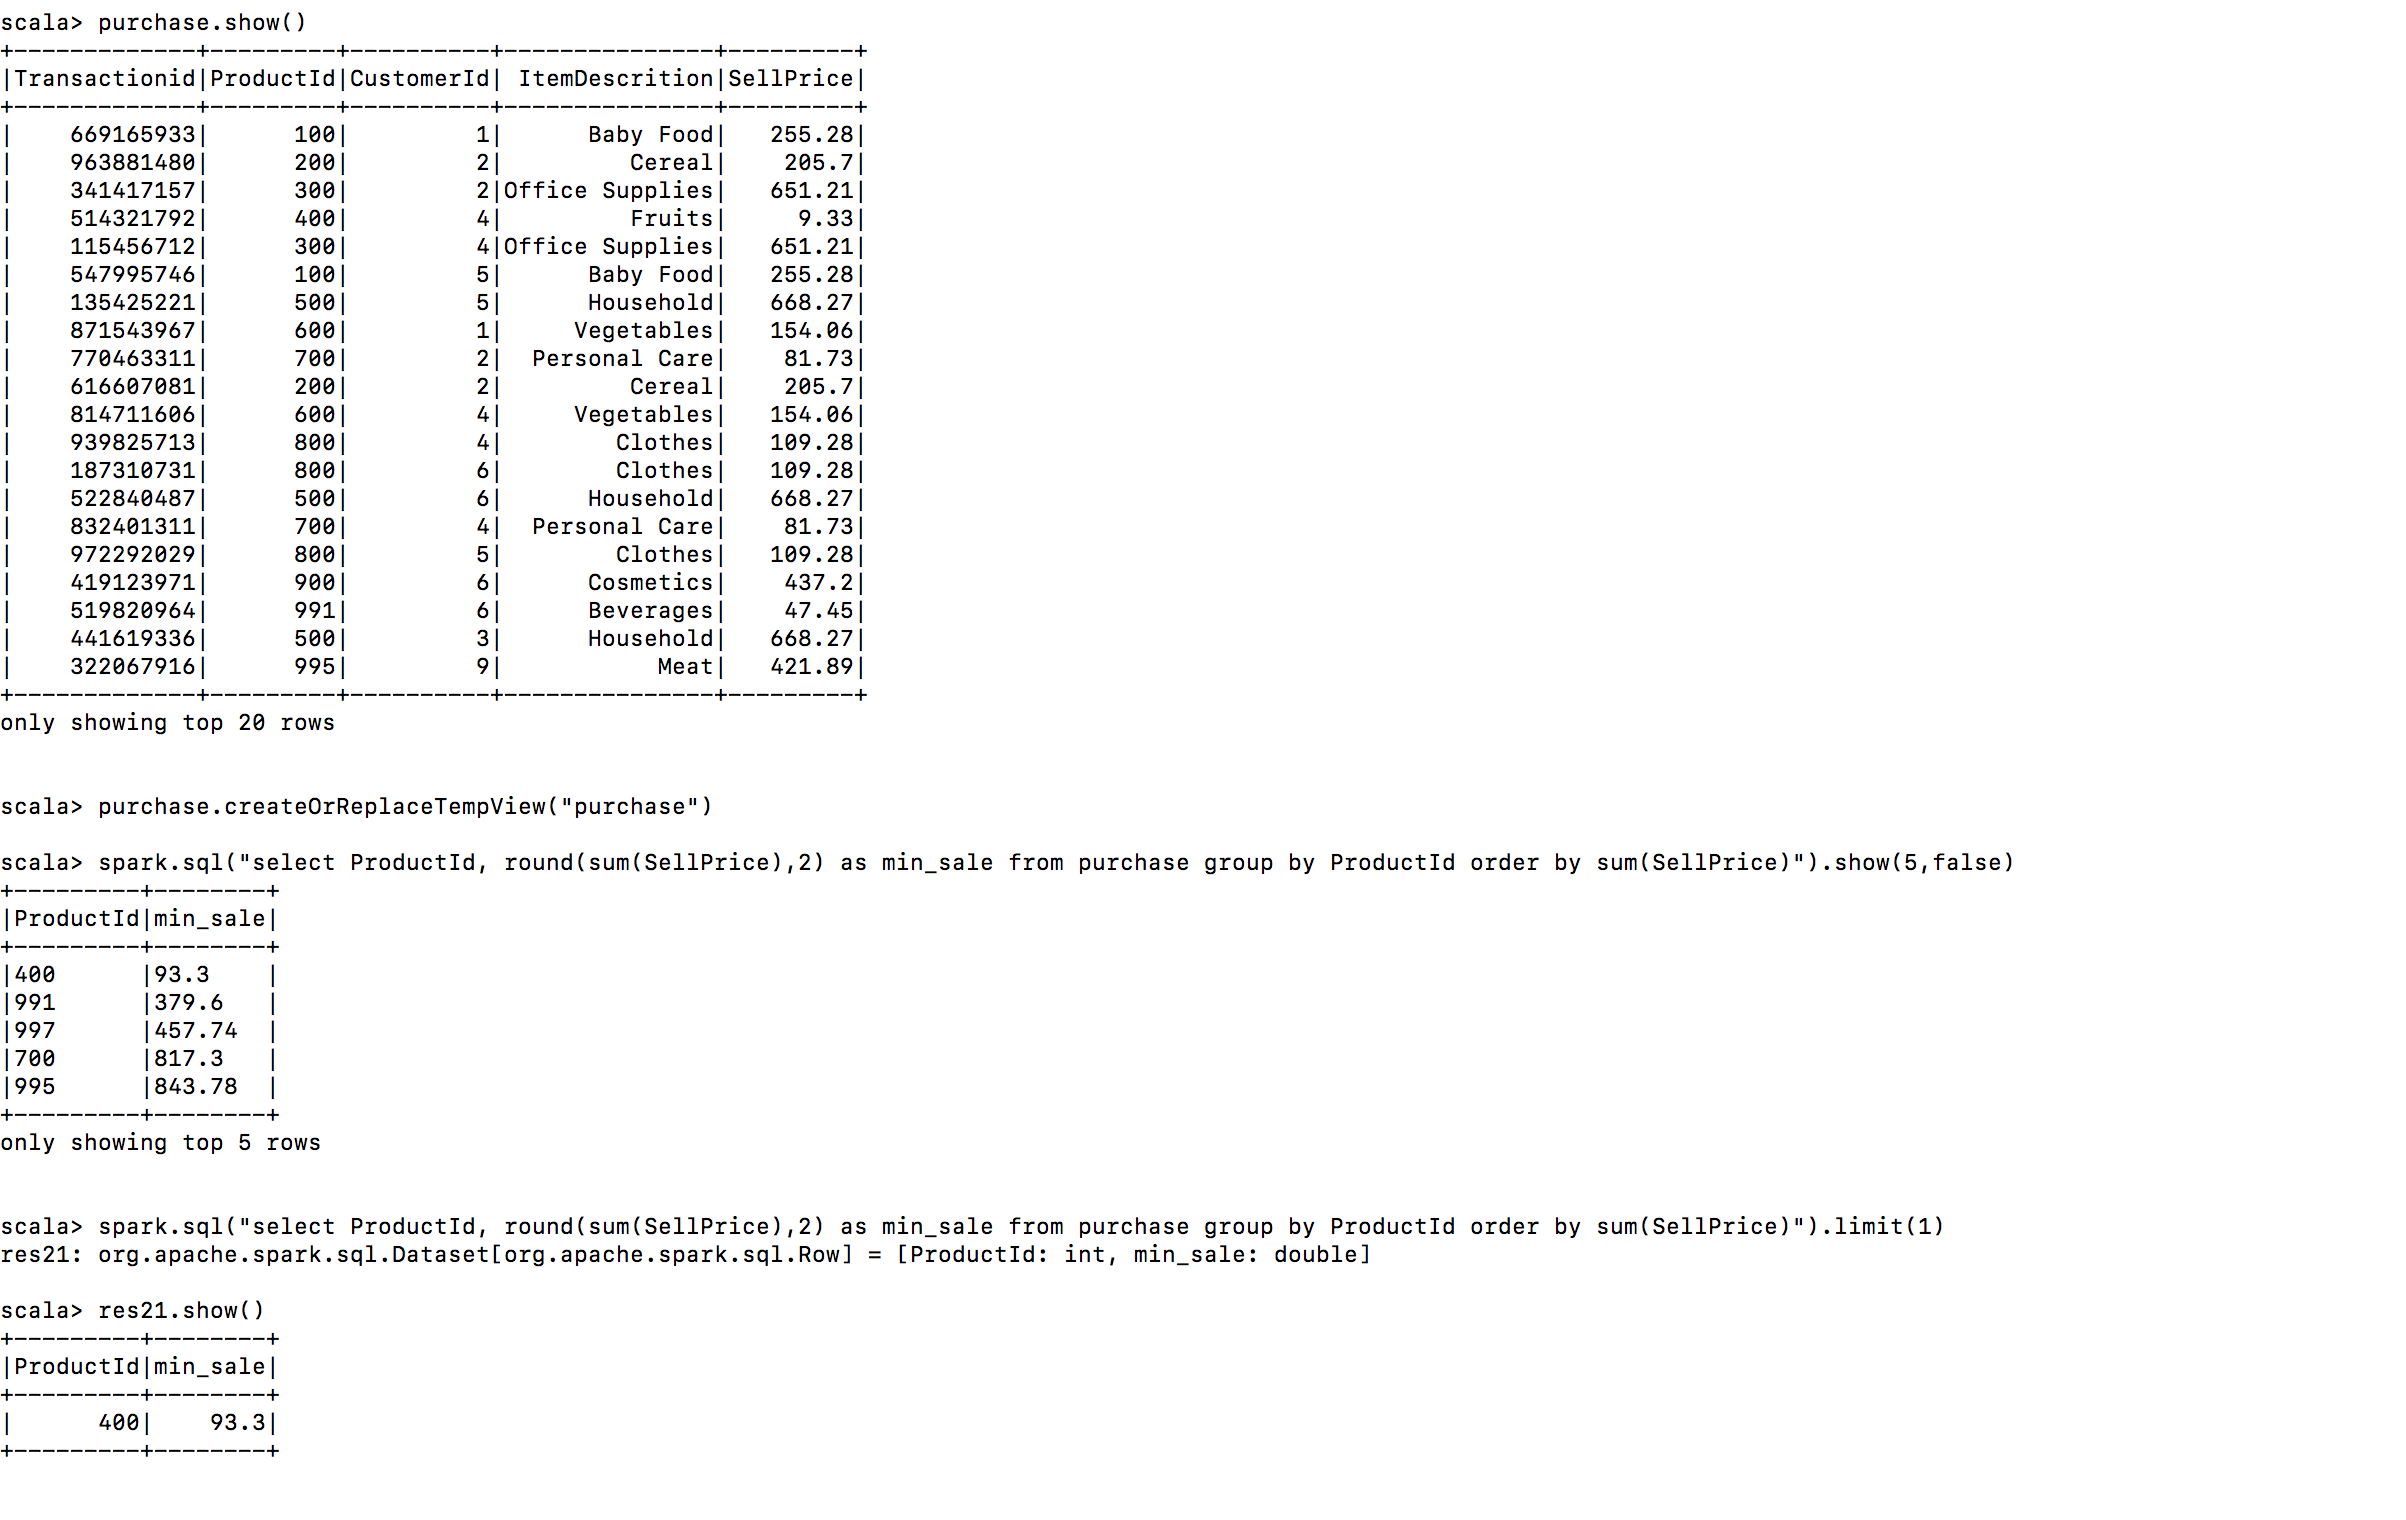 scala> purchase.show()
+-------------+---------+----------+---------------+---------+
|Transactionid|ProductId|CustomerId| ItemDescrition|SellPrice|
+-------------+---------+----------+---------------+---------+
|    669165933|      100|         1|      Baby Food|   255.28|
|    963881480|      200|         2|         Cereal|    205.7|
|    341417157|      300|         2|Office Supplies|   651.21|
|    514321792|      400|         4|         Fruits|     9.33|
|    115456712|      300|         4|Office Supplies|   651.21|
|    547995746|      100|         5|      Baby Food|   255.28|
|    135425221|      500|         5|      Household|   668.27|
|    871543967|      600|         1|     Vegetables|   154.06|
|    770463311|      700|         2|  Personal Care|    81.73|
|    616607081|      200|         2|         Cereal|    205.7|
|    814711606|      600|         4|     Vegetables|   154.06|
|    939825713|      800|         4|        Clothes|   109.28|
|    187310731|      800|         6|        Clothes|   109.28|
|    522840487|      500|         6|      Household|   668.27|
|    832401311|      700|         4|  Personal Care|    81.73|
|    972292029|      800|         5|        Clothes|   109.28|
|    419123971|      900|         6|      Cosmetics|    437.2|
|    519820964|      991|         6|      Beverages|    47.45|
|    441619336|      500|         3|      Household|   668.27|
|    322067916|      995|         9|           Meat|   421.89|
+-------------+---------+----------+---------------+---------+
only showing top 20 rows
scala> purchase.createOrReplaceTempView("purchase")
scala> spark.sql("select ProductId, round(sum(SellPrice),2) as min_sale from purchase group by ProductId order by sum(SellPrice)").show(5,false)
+---------+--------+
|ProductId|min_sale|
+---------+--------+
|400      |93.3    |
|991      |379.6   |
|997      |457.74  |
|700      |817.3   |
|995      |843.78  |
+---------+--------+
only showing top 5 rows
scala> spark.sql("select ProductId, round(sum(SellPrice),2) as min_sale from purchase group by ProductId order by sum(SellPrice)").limit(1)
res21: org.apache.spark.sql.Dataset[org.apache.spark.sql.Row] = [ProductId: int, min_sale: double]
scala> res21.show()
+---------+--------+
|ProductId|min_sale|
+---------+--------+
|      400|    93.3|
+---------+--------+